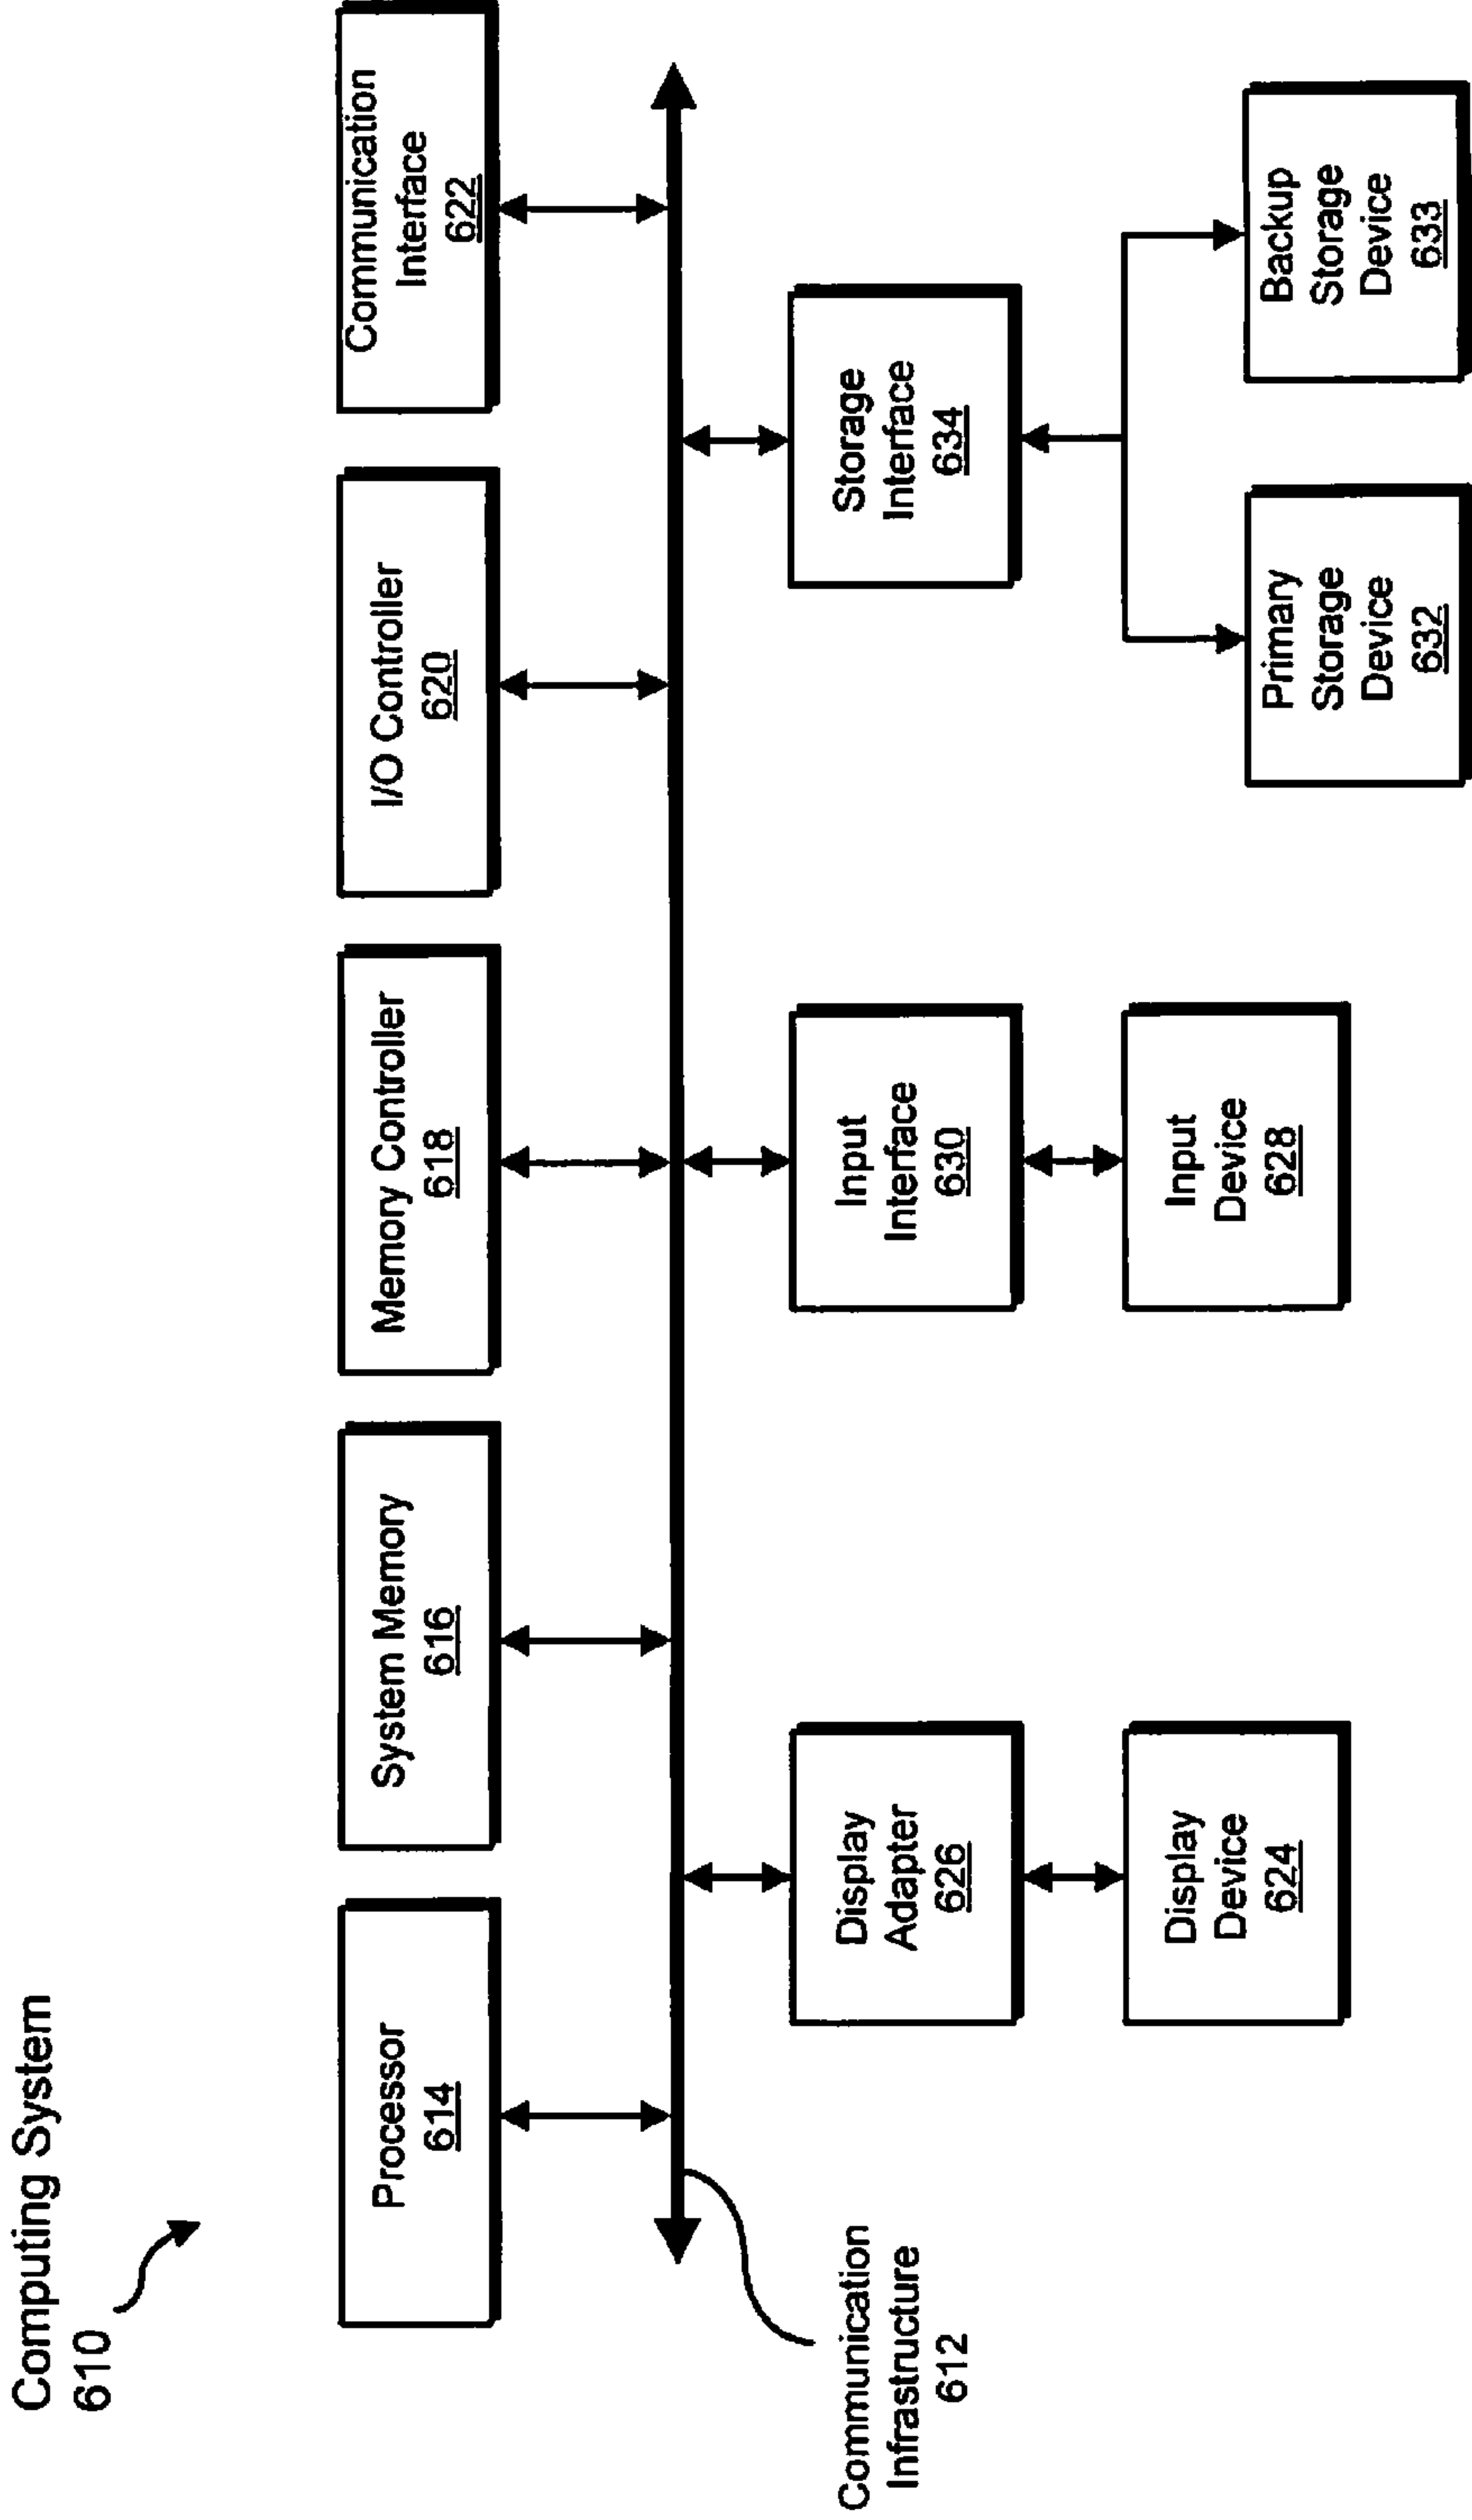 Computing System
610
Processor
614
System Memory
616
Memory Controller
618
I/O Controller
620
Communication
Interface
622
Communication
Infrastructure
612
Display
Adapter
626
Input
Interface
630
Storage
Interface
634
Display
Device
624
Input
Device
628
Primary
Storage
Device
632
Backup
Storage
Device
633